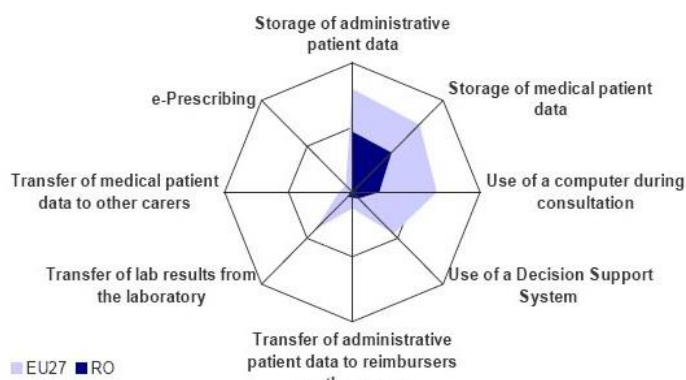 Storage of administrative
patient data
e-Prescribing
Storage of medical patient
data
Transfer of medical patient
data to other carers
Use of a computer during
consultation
Transfer of lab results from
the laboratory
Use of a Decision Support
System
Transfer of administrative
patient data to reimbursers
EU27 RO